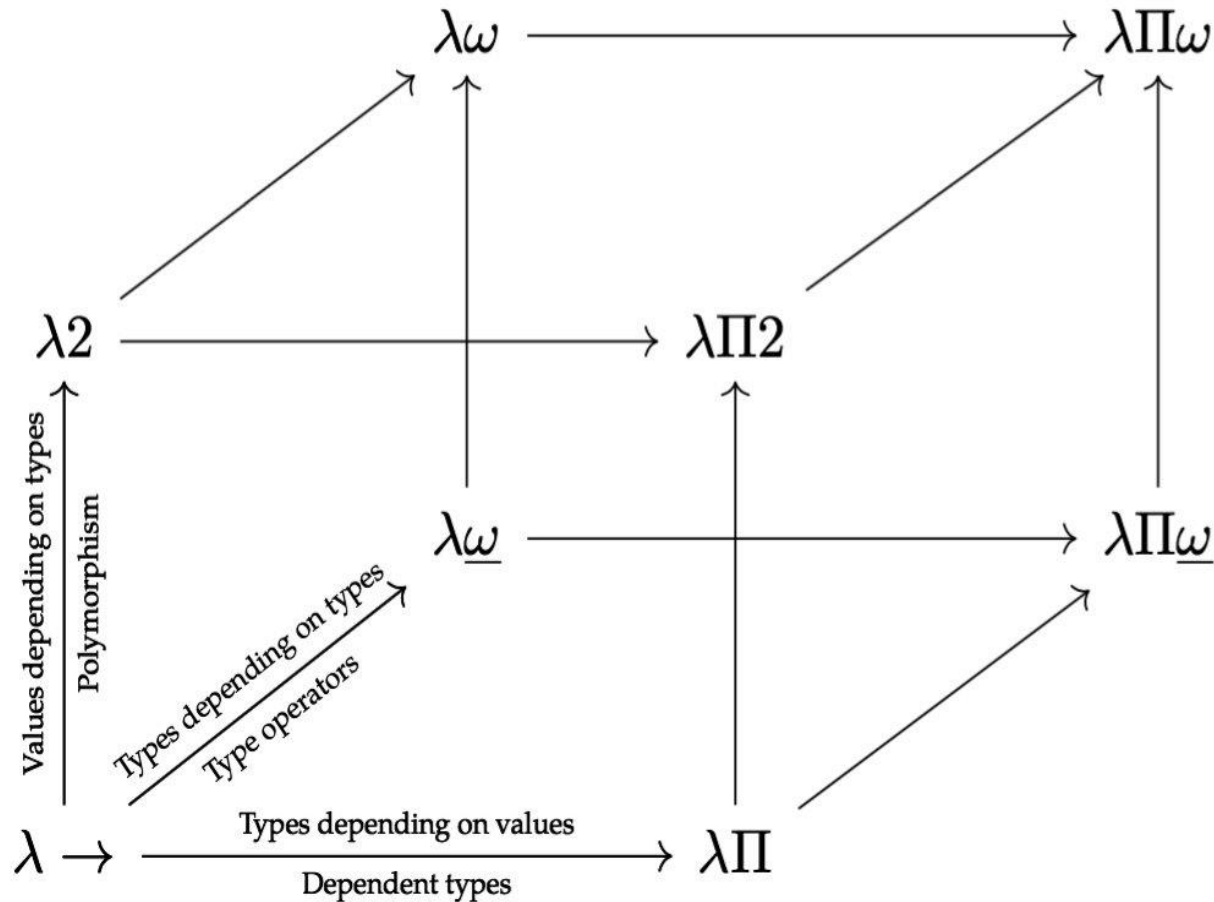 λω
λΠω
λ2
λΠ2
Values depending on types
Polymorphism
λω̲
λΠω̲
Types depending on types
Type operators
λ →
Types depending on values
Dependent types
λΠ